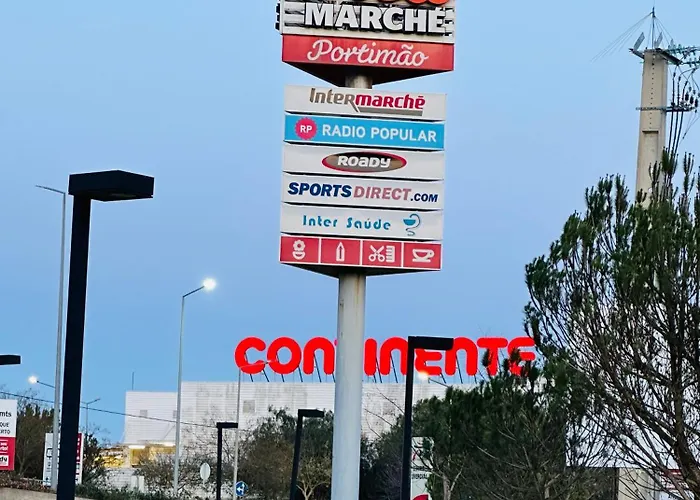 MARCHÉ
Portimão
INTERMARCHÉ
RP RADIO POPULAR
ROADY
SPORTSDIRECT.COM
Inter Saúde
CONTINENTE